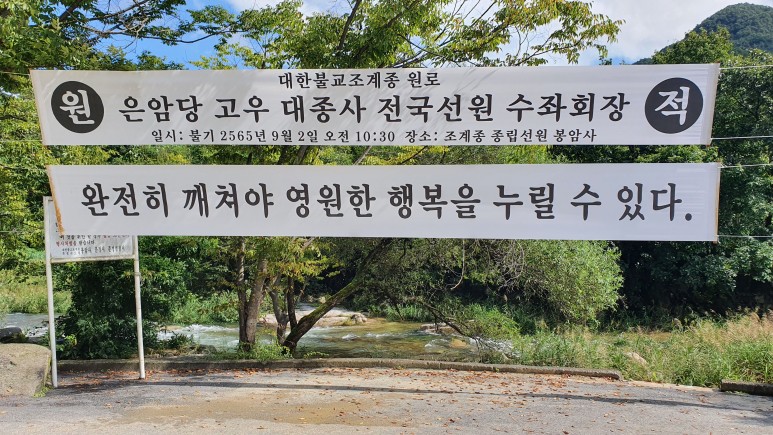 대한불교조계종 원로
원 은암당 고우 대종사 전국선원 수좌회장 적
일시: 불기 2565년 9월 2일 오전 10:30 장소: 조계종 종립선원 봉암사
완전히 깨쳐야 영원한 행복을 누릴 수 있다.